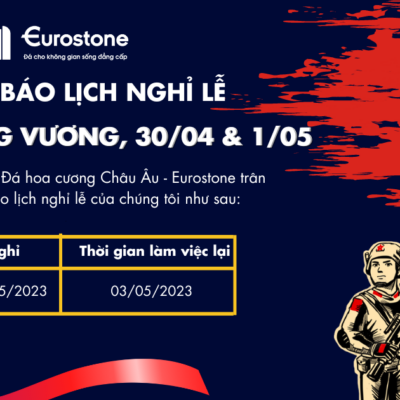 Eurostone
Đá cho không gian sống đẳng cấp
BÁO LỊCH NGHỈ LỄ
G VƯƠNG, 30/04 & 1/05
Đá hoa cương Châu Âu - Eurostone trân
o lịch nghỉ lễ của chúng tôi như sau:
ghỉ Thời gian làm việc lại
5/2023 03/05/2023